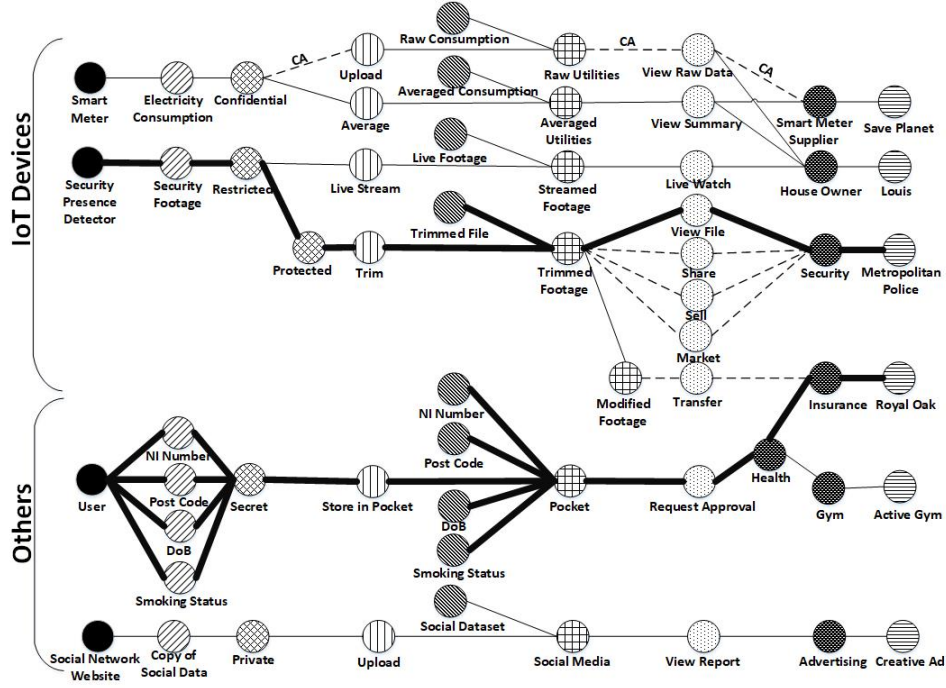 IoT Devices
Others
Raw Consumption
CA
CA
CA
Upload
Raw Utilities
View Raw Data
Smart
Meter
Electricity
Consumption
Confidential
Averaged Consumption
Average
Averaged
Utilities
View Summary
Smart Meter
Supplier
Save Planet
Live Footage
Security
Presence
Detector
Security
Footage
Restricted
Live Stream
Streamed
Footage
Live Watch
House Owner
Louis
Trimmed File
View File
Protected
Trim
Trimmed
Footage
Share
Security
Metropolitan
Police
Sell
Market
Modified
Footage
Transfer
Insurance
Royal Oak
NI Number
NI Number
Post Code
Health
User
Post Code
Secret
Store in Pocket
DoB
Pocket
Request Approval
Gym
Active Gym
DoB
Smoking Status
Smoking Status
Social Dataset
Social Network
Website
Copy of
Social Data
Private
Upload
Social Media
View Report
Advertising
Creative Ad